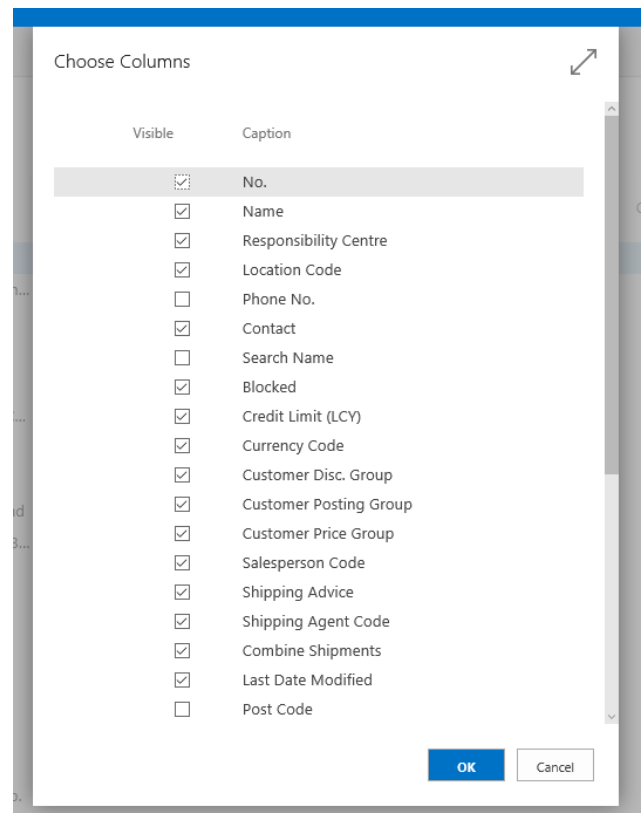 Choose Columns
Visible Caption
No.
Name
Responsibility Centre
Location Code
Phone No.
Contact
Search Name
Blocked
Credit Limit (LCY)
Currency Code
Customer Disc. Group
Customer Posting Group
Customer Price Group
Salesperson Code
Shipping Advice
Shipping Agent Code
Combine Shipments
Last Date Modified
Post Code
OK Cancel